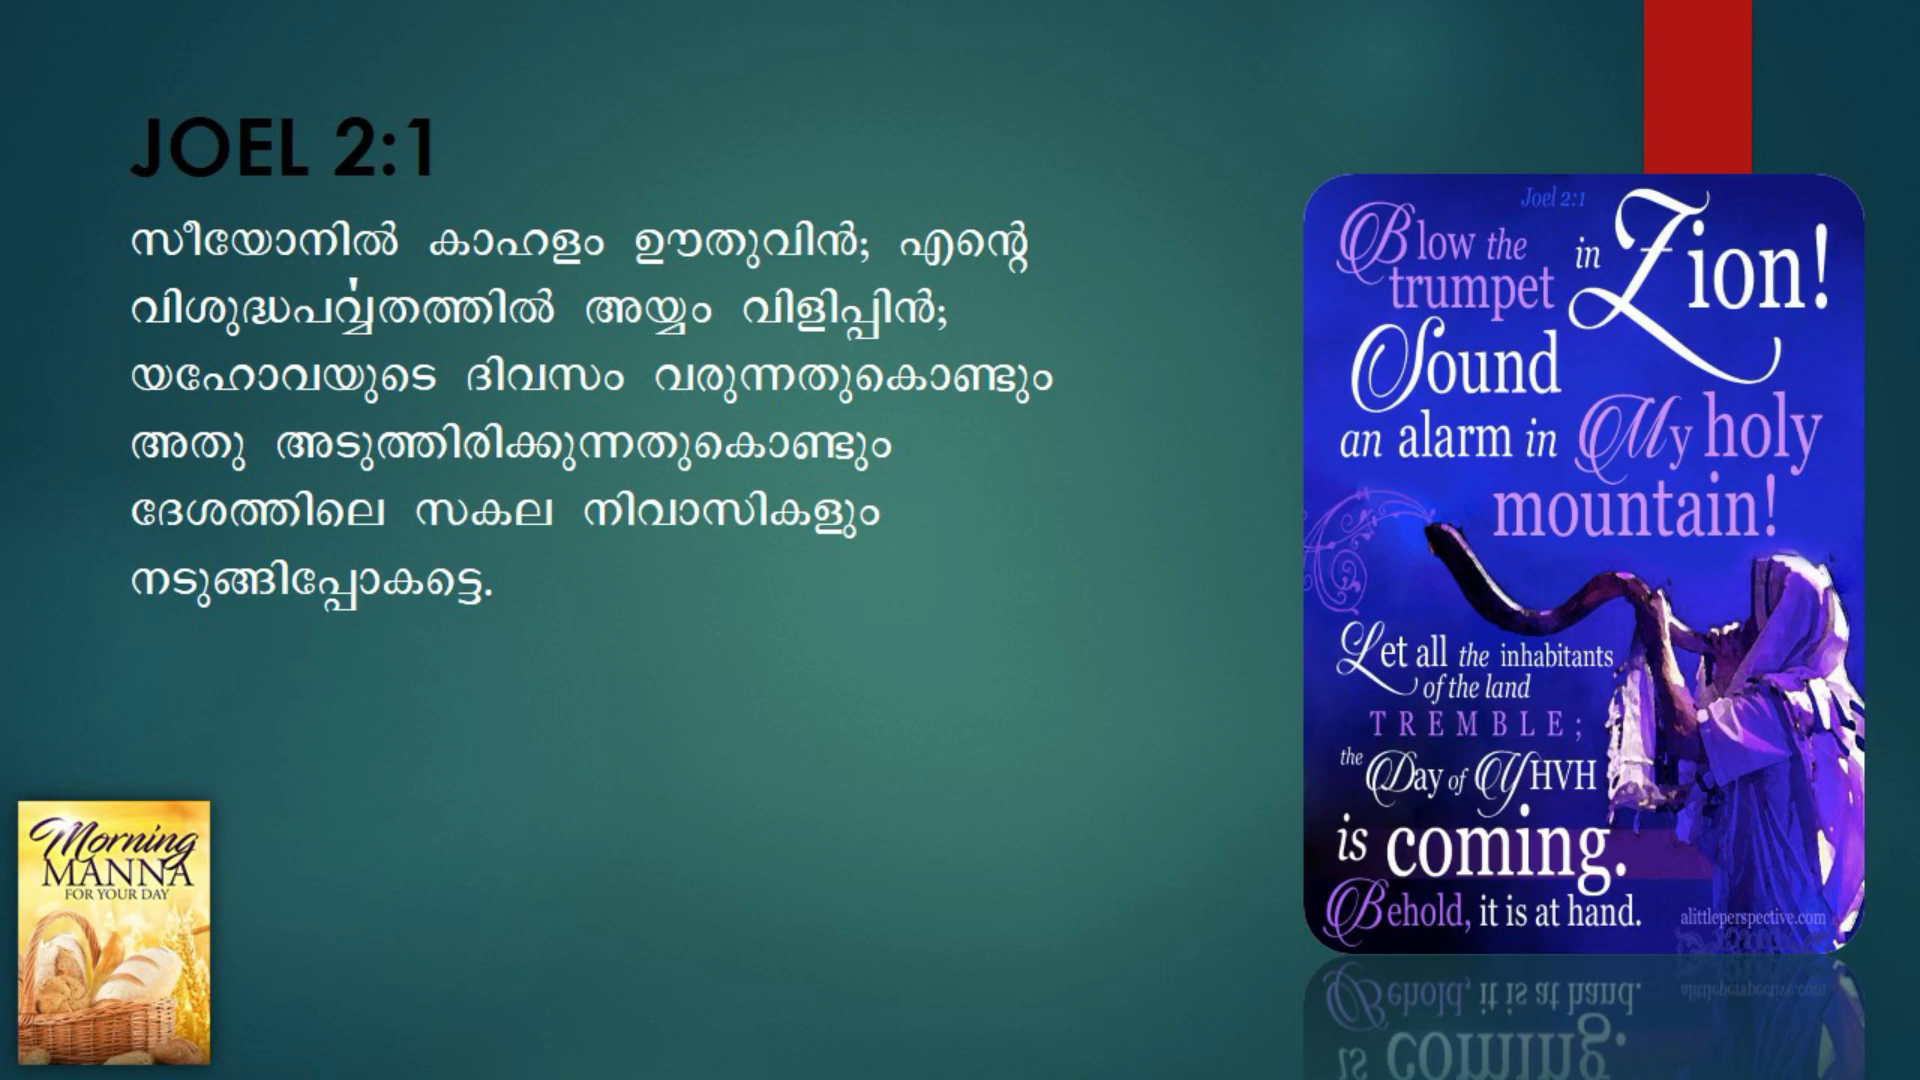 JOEL 2:1
സീയോനിൽ കാഹളം ഊതുവിൻ; എന്റെ
വിശുദ്ധപൎവ്വതത്തിൽ അയ്യം വിളിപ്പിൻ;
യഹോവയുടെ ദിവസം വരുന്നതുകൊണ്ടും
അതു അടുത്തിരിക്കുന്നതുകൊണ്ടും
ദേശത്തിലെ സകല നിവാസികളും
നടുങ്ങിപ്പോകട്ടെ.
Joel 2:1
Blow the
trumpet
in Zion!
Sound
an alarm in My holy
mountain!
Let all the inhabitants
of the land
TREMBLE;
the Day of YHVH
is coming.
Behold, it is at hand.
alittleperspective.com
Morning
MANNA
FOR YOUR DAY